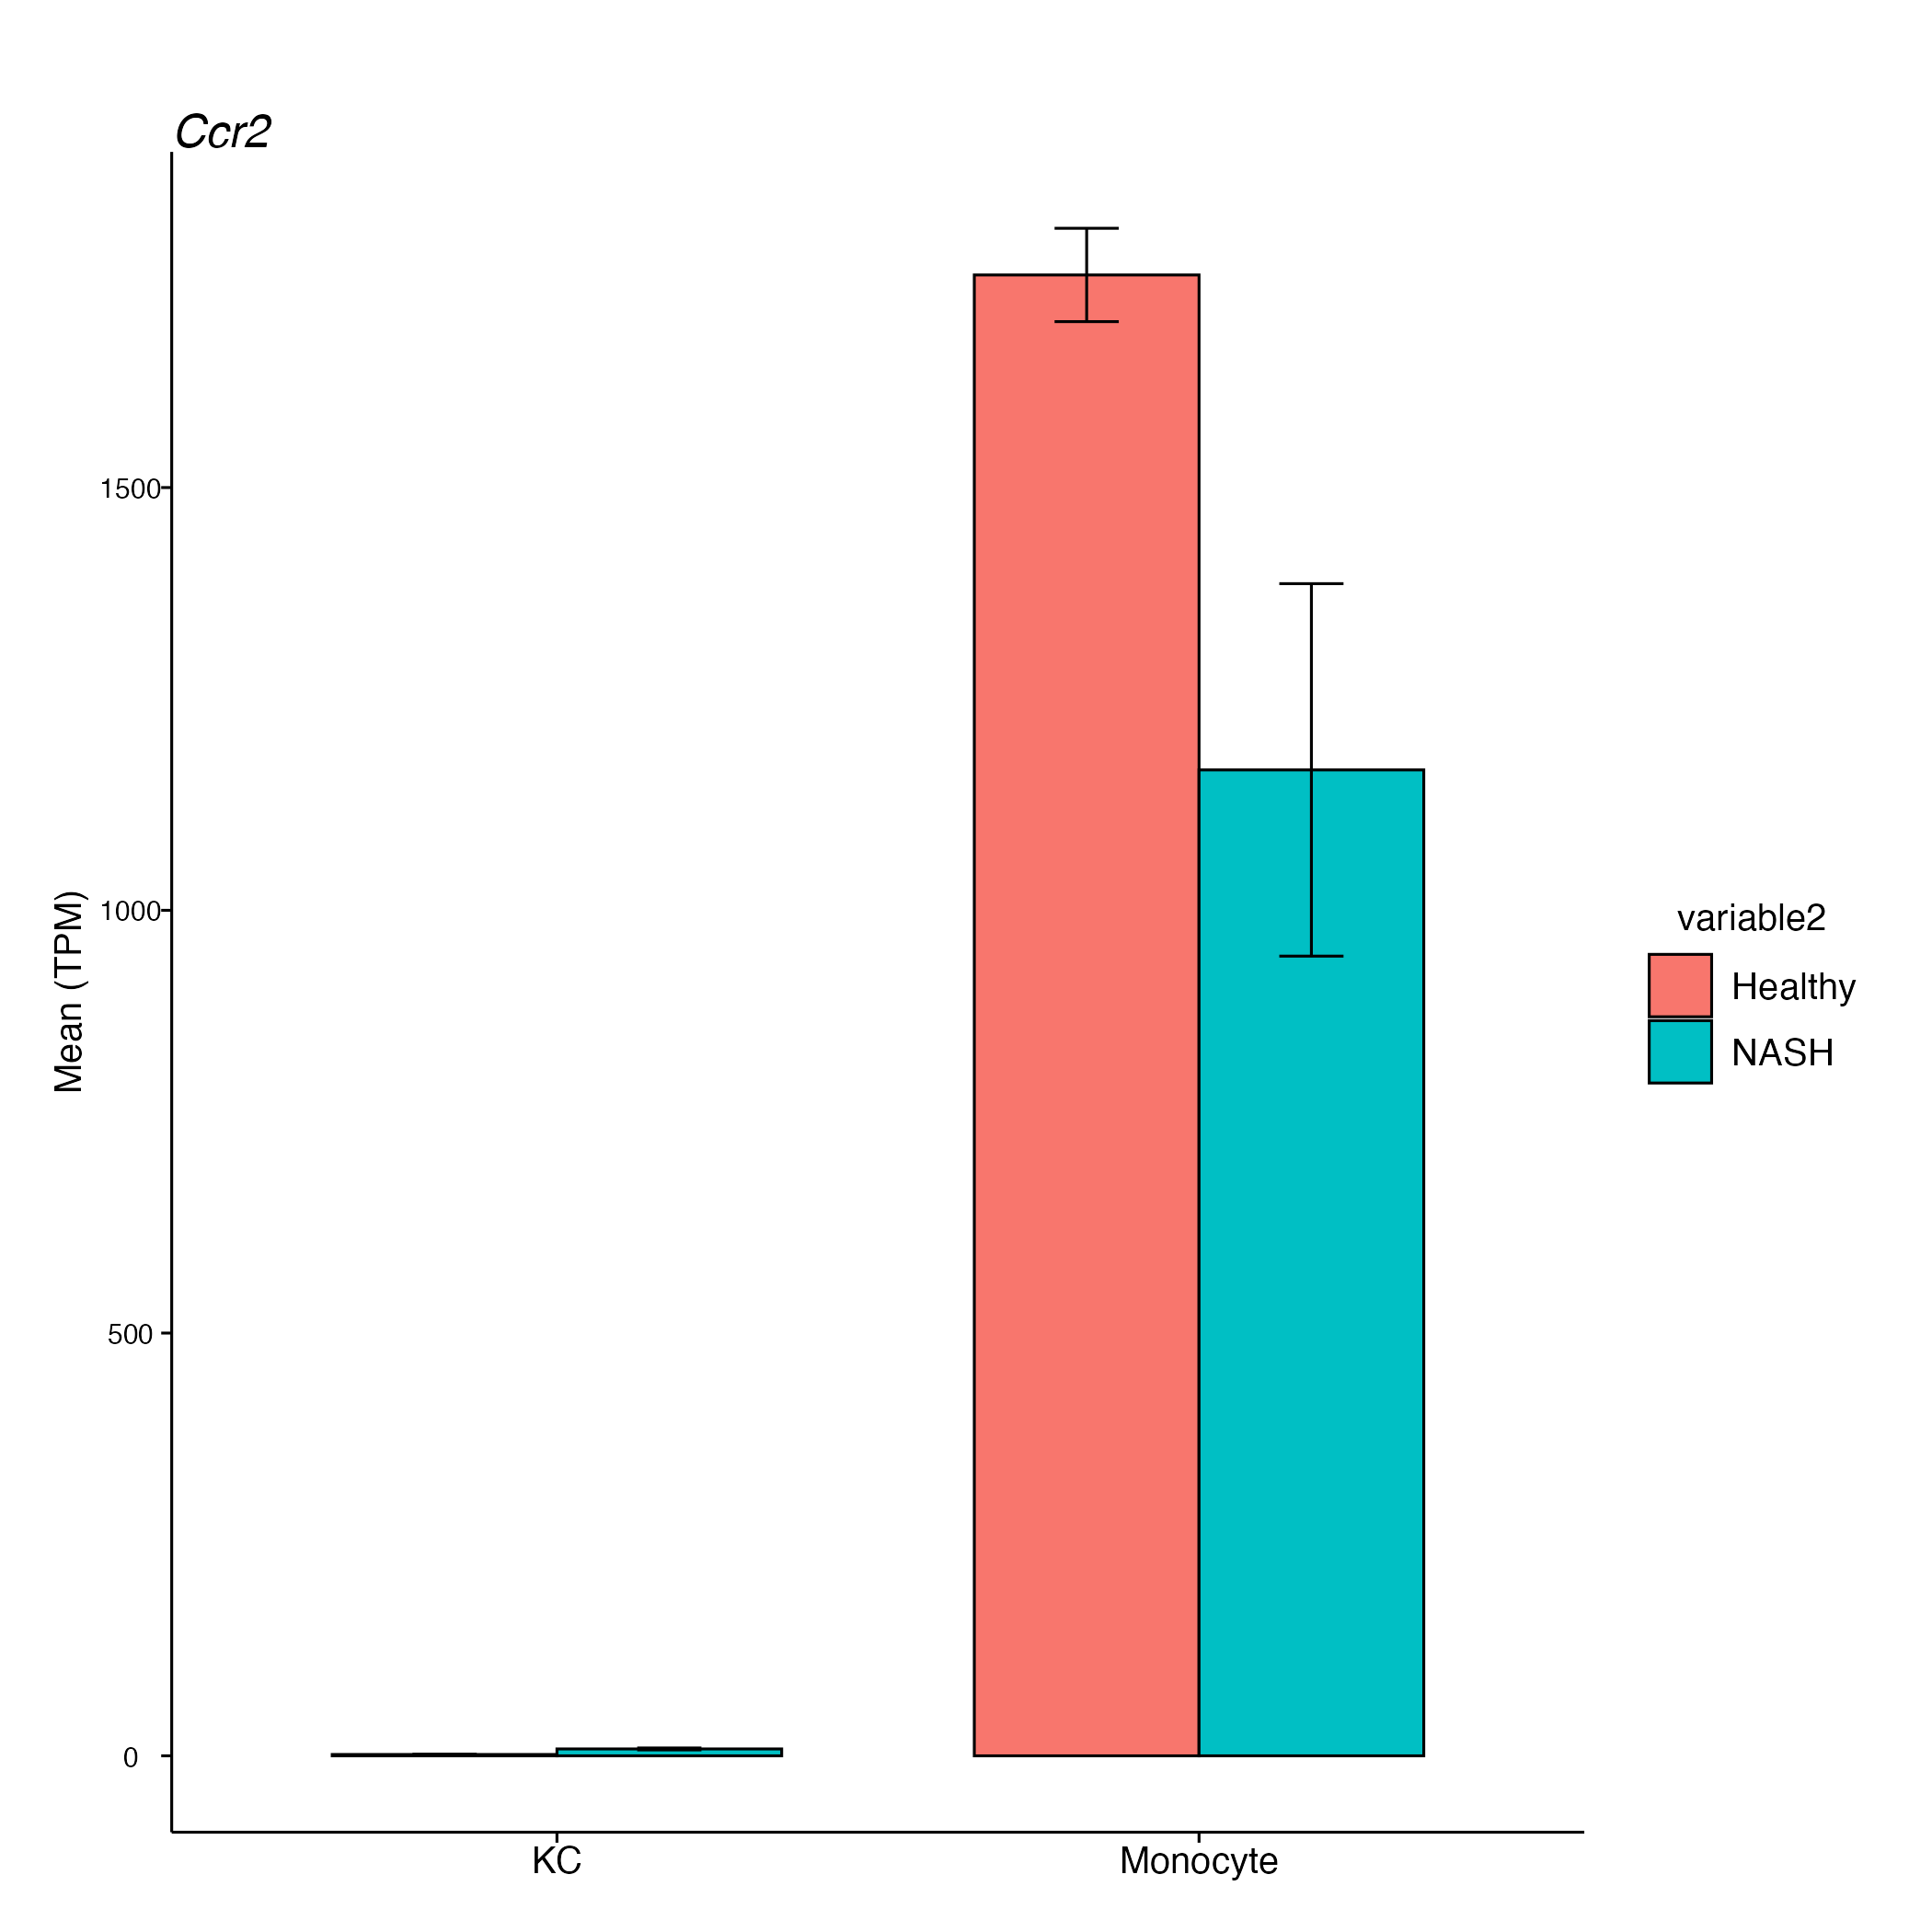 Ccr2
1500
1000
500
0
Mean (TPM)
KC
Monocyte
variable2
Healthy
NASH